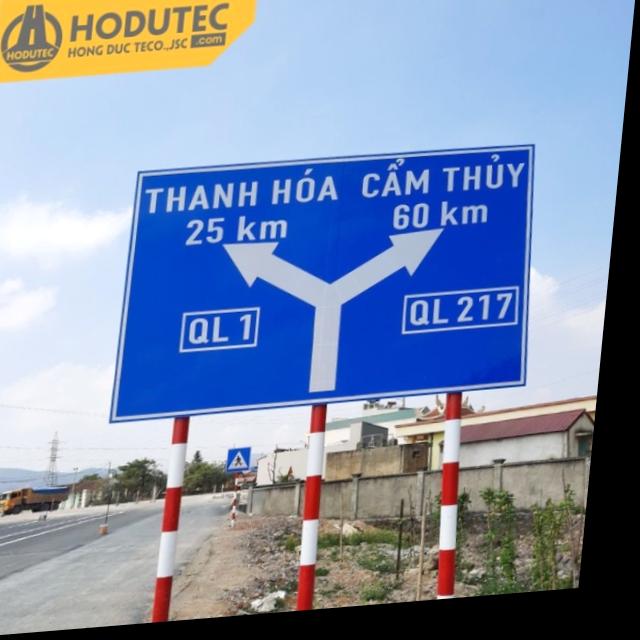 HODUTEC
HONG DUC TECO.,JSC .com
HODUTEC
THANH HÓA
25 km
CẨM THỦY
60 km
QL 1
QL 217